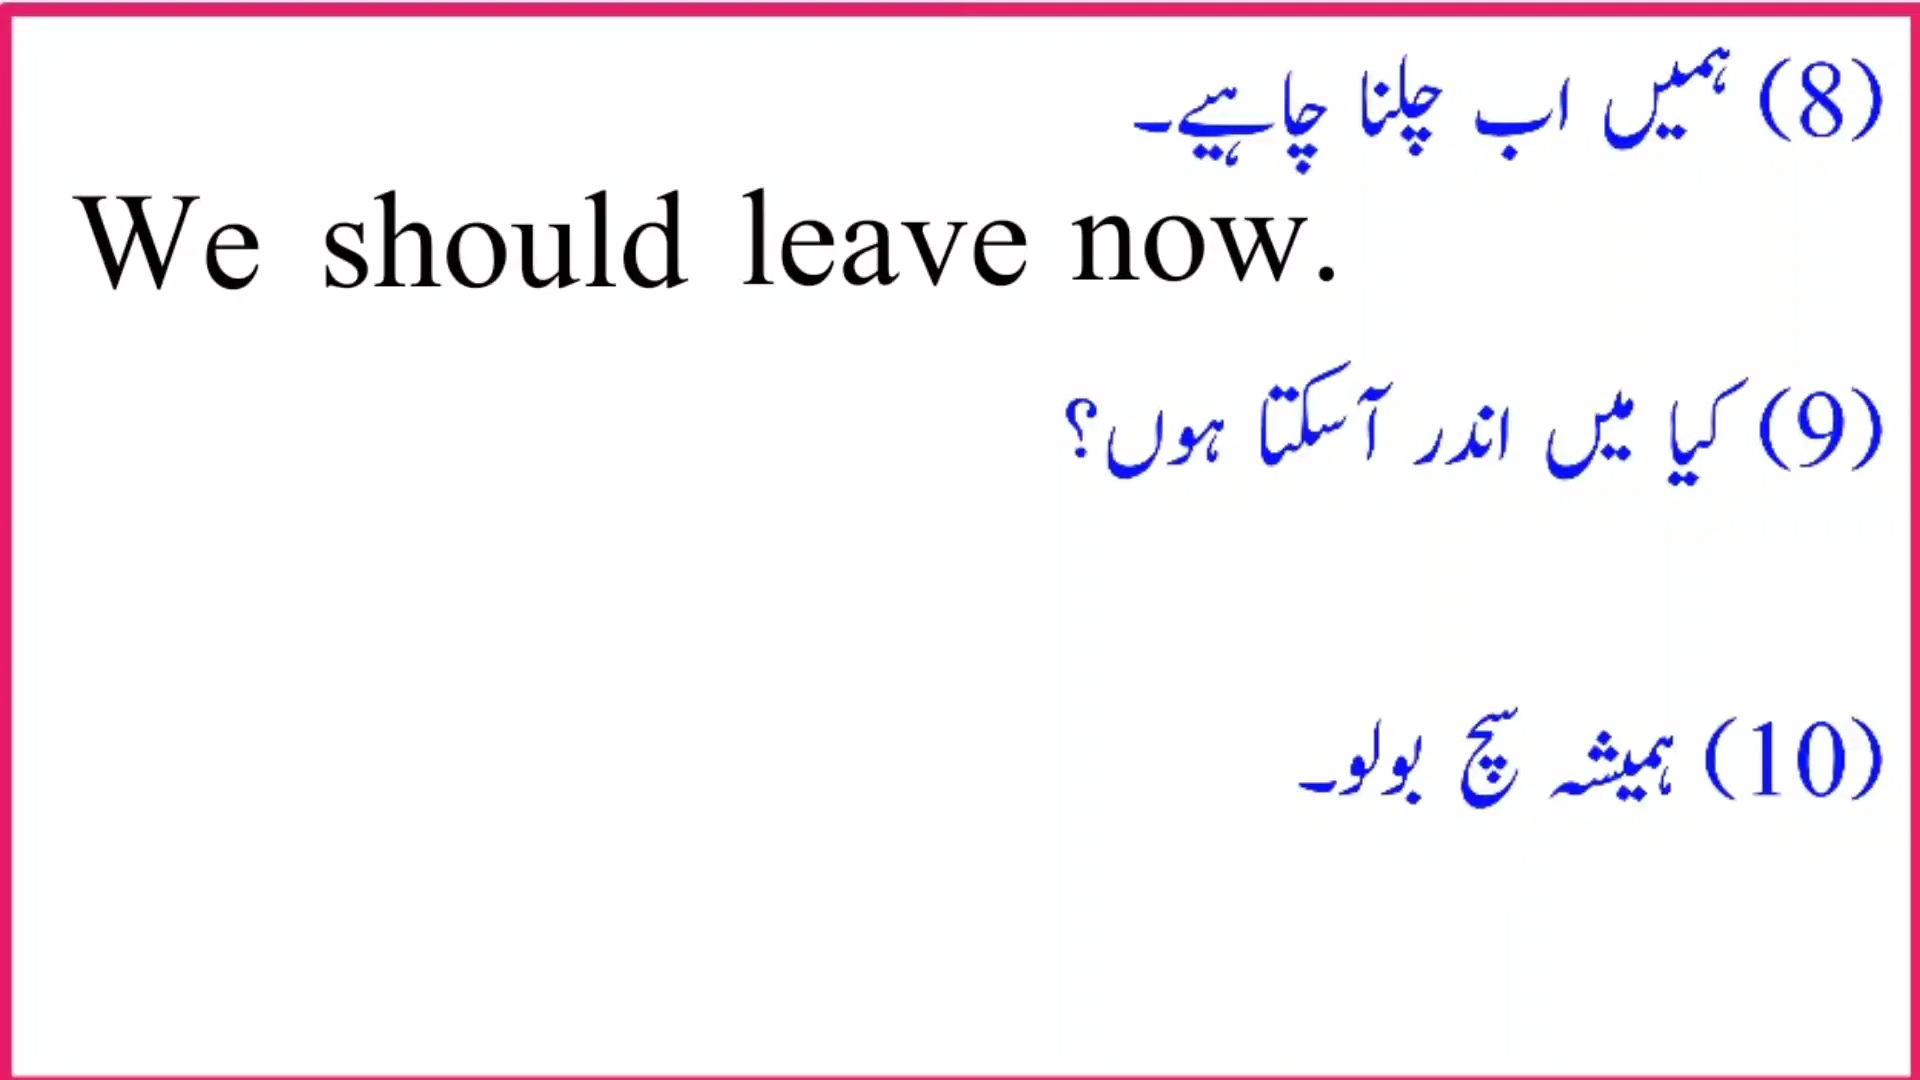 (8) ہمیں اب چلنا چاہیے۔
We should leave now.
(9) کیا میں اندر آسکتا ہوں؟
(10) ہمیشہ سچ بولو۔